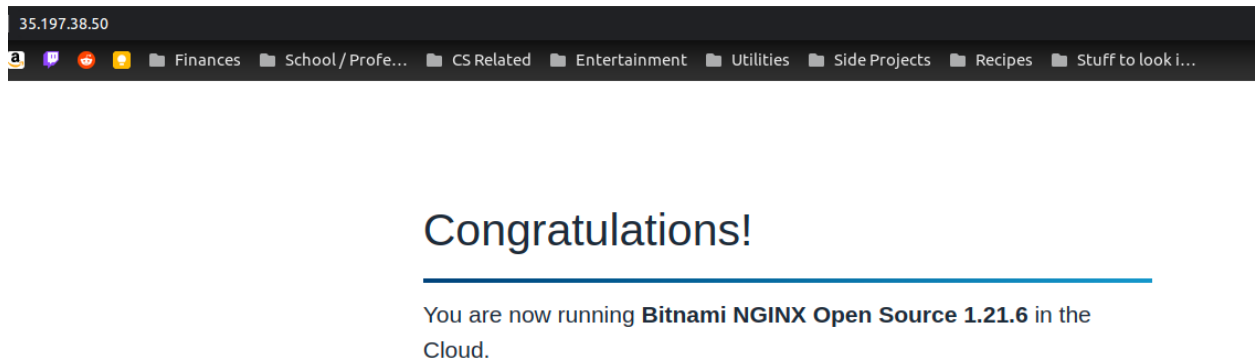 35.197.38.50
a Finances School / Profe... CS Related Entertainment Utilities Side Projects Recipes Stuff to look i...
Congratulations!
You are now running Bitnami NGINX Open Source 1.21.6 in the
Cloud.